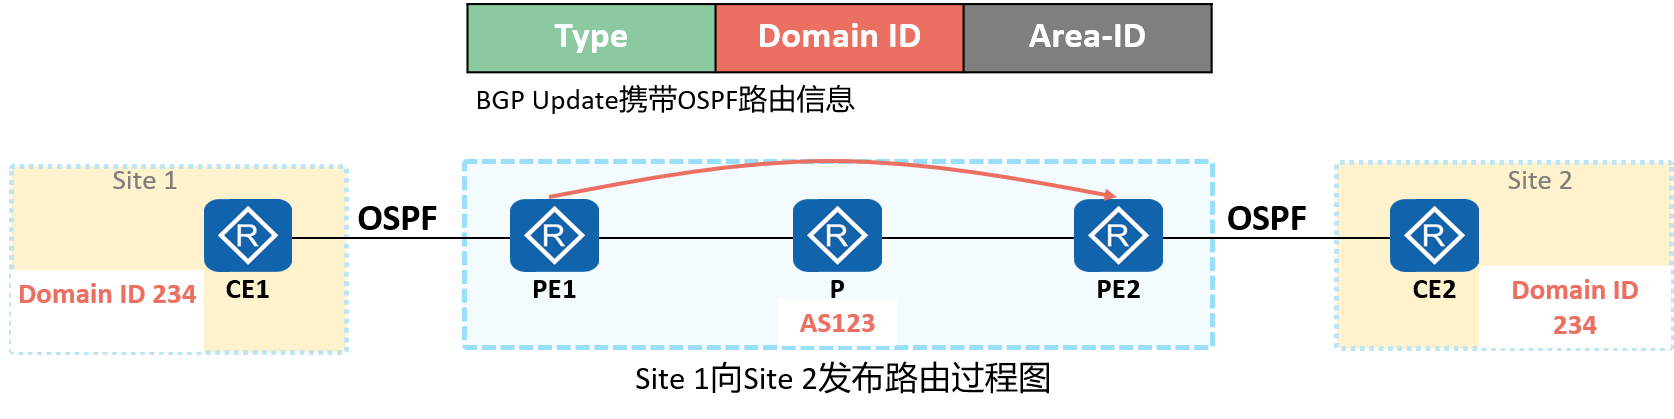 Type Domain ID Area-ID
BGP Update携带OSPF路由信息
Site 1
Site 2
OSPF
OSPF
R
R
R
R
R
CE1
PE1
P
PE2
CE2
Domain ID 234
AS123
Domain ID
234
Site 1向Site 2发布路由过程图